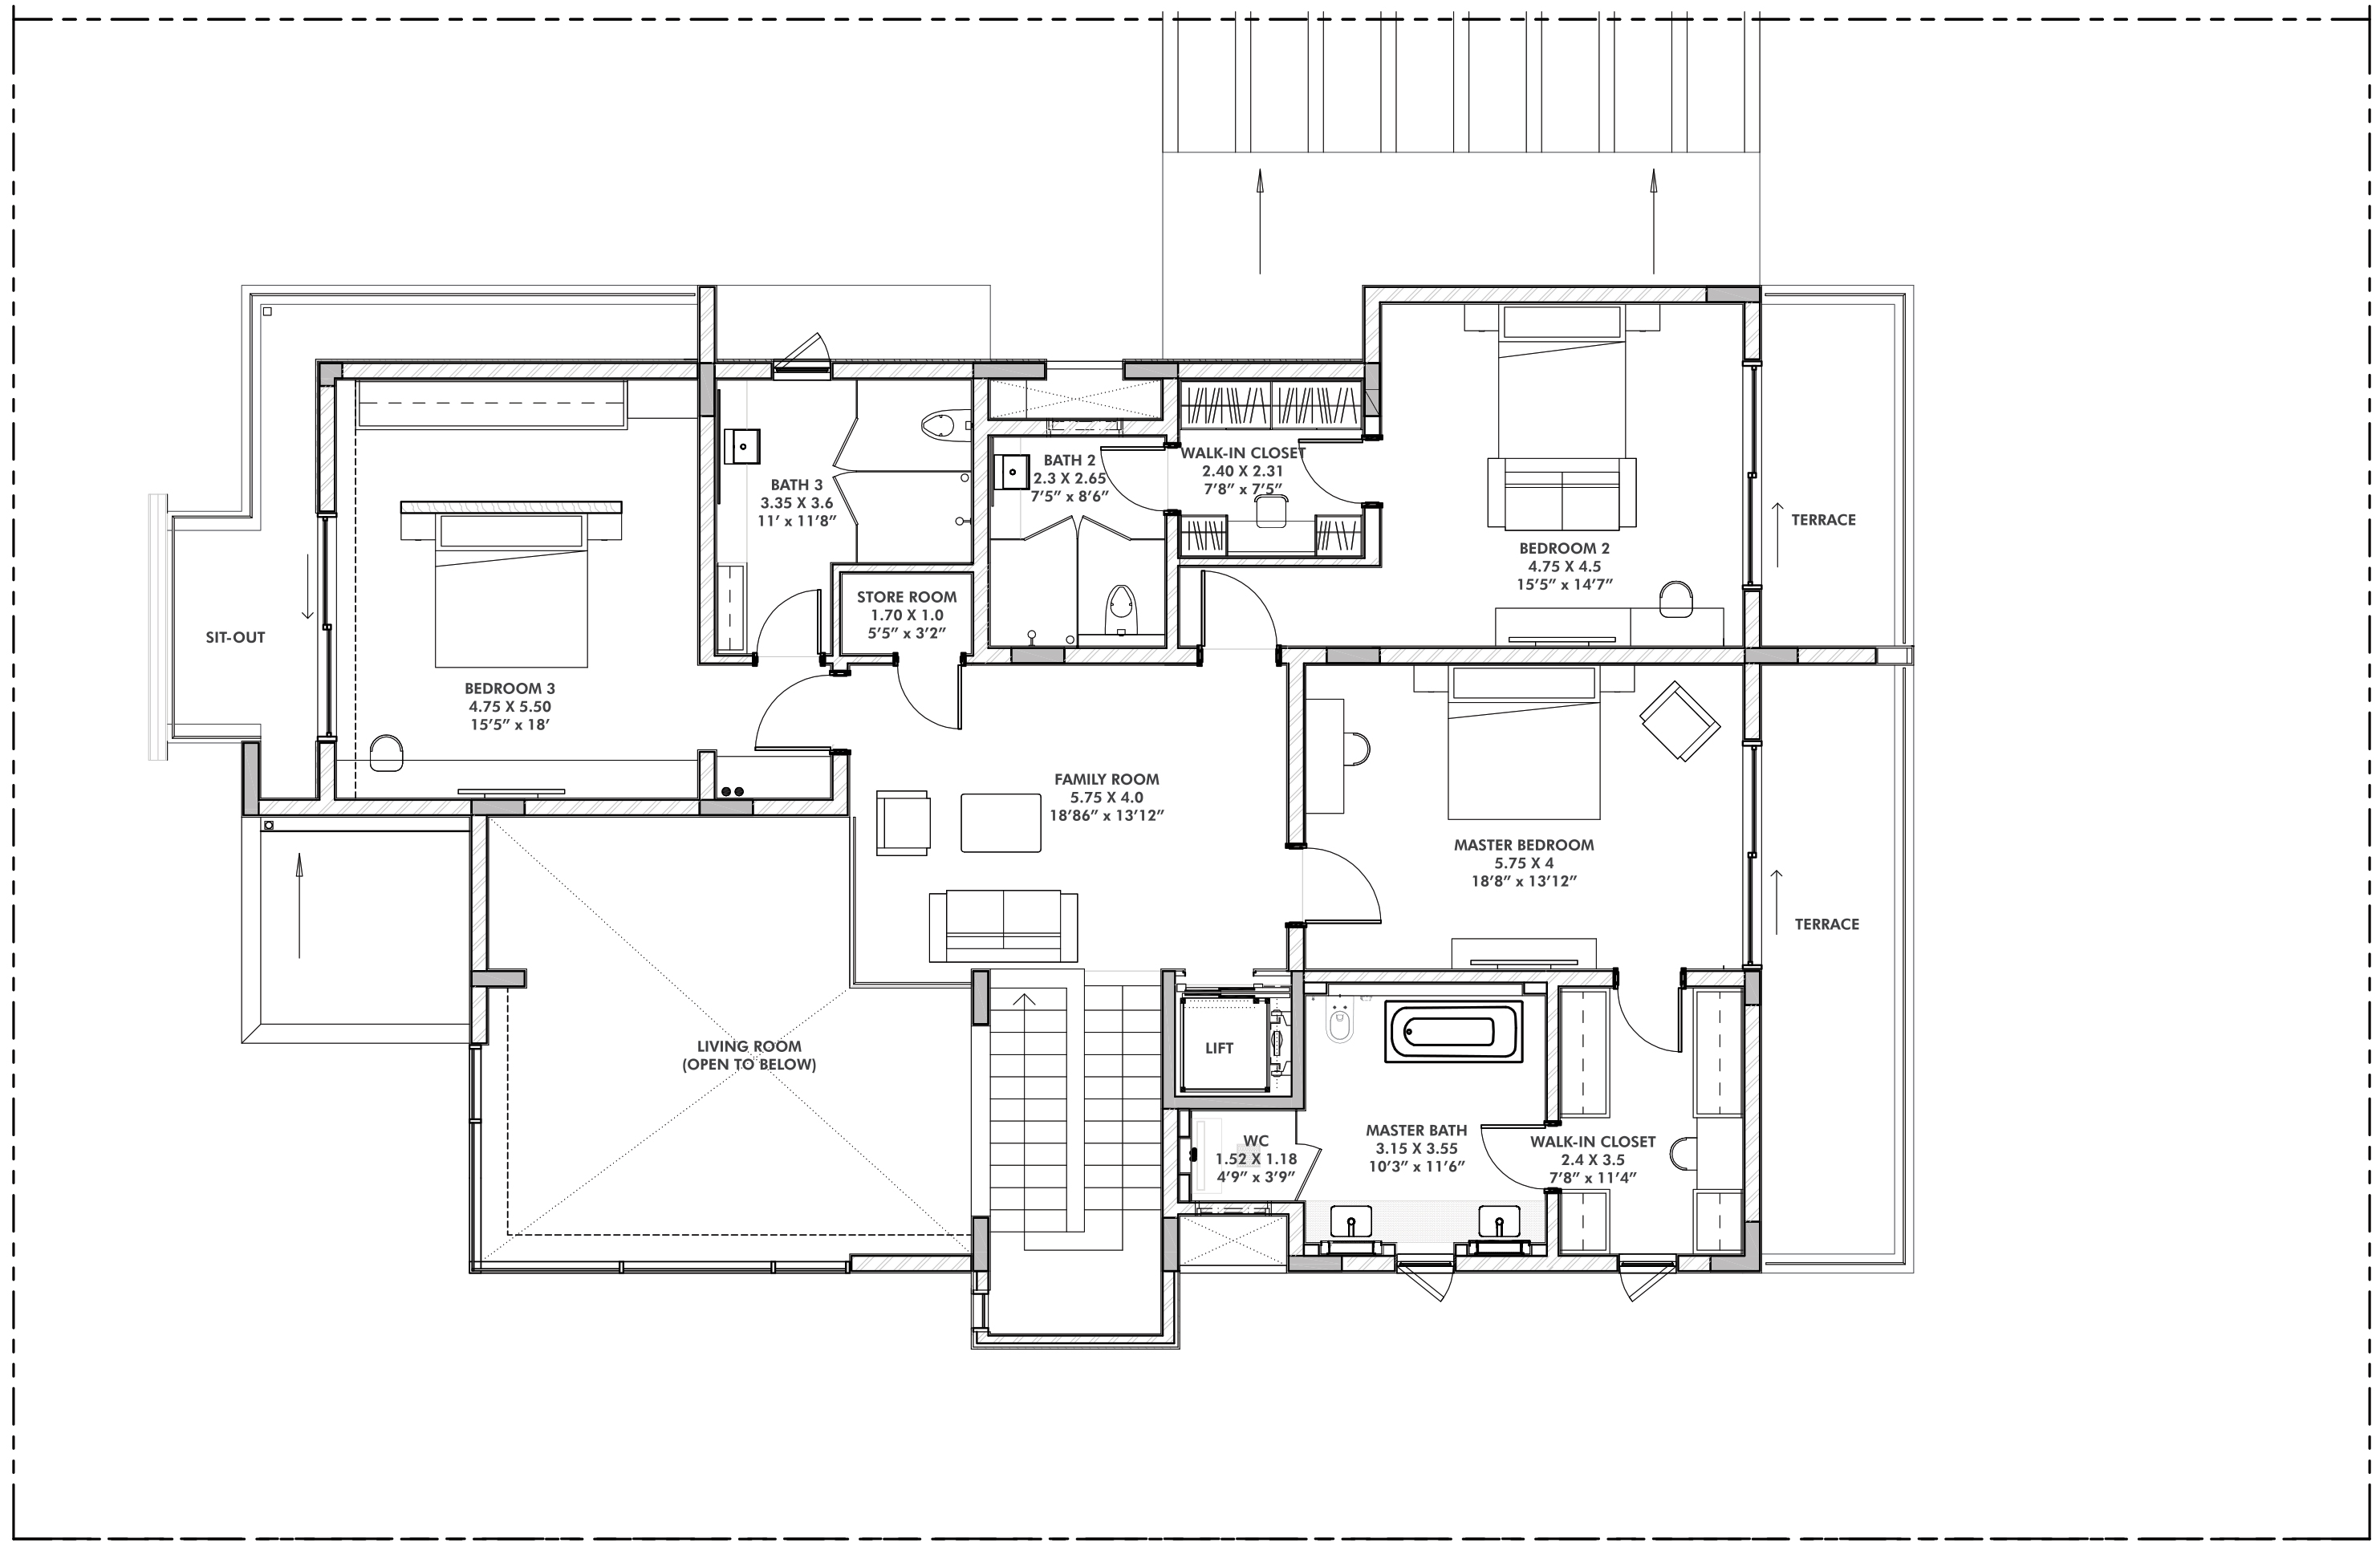 WALK-IN CLOSET
2.40 X 2.31
7'8" x 7'5"
BATH 2
2.3 X 2.65
7'5" x 8'6"
BATH 3
3.35 X 3.6
11' x 11'8"
TERRACE
BEDROOM 2
4.75 X 4.5
15'5" x 14'7"
STORE ROOM
1.70 X 1.0
5'5" x 3'2"
SIT-OUT
BEDROOM 3
4.75 X 5.50
15'5" x 18'
FAMILY ROOM
5.75 X 4.0
18'86" x 13'12"
MASTER BEDROOM
5.75 X 4
18'8" x 13'12"
TERRACE
LIVING ROOM
(OPEN TO BELOW)
LIFT
WC
1.52 X 1.18
4'9" x 3'9"
MASTER BATH
3.15 X 3.55
10'3" x 11'6"
WALK-IN CLOSET
2.4 X 3.5
7'8" x 11'4"